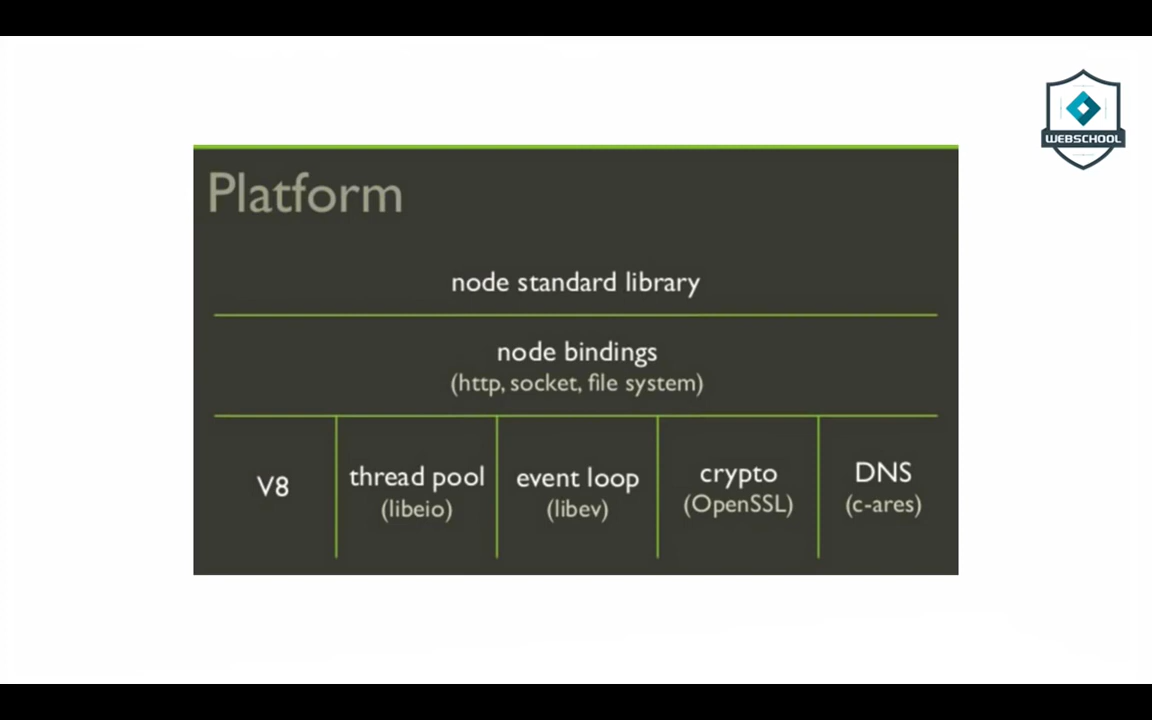 WEBSCHOOL
Platform
node standard library
node bindings
(http, socket, file system)
V8
thread pool
(libeio)
event loop
(libev)
crypto
(OpenSSL)
DNS
(c-ares)